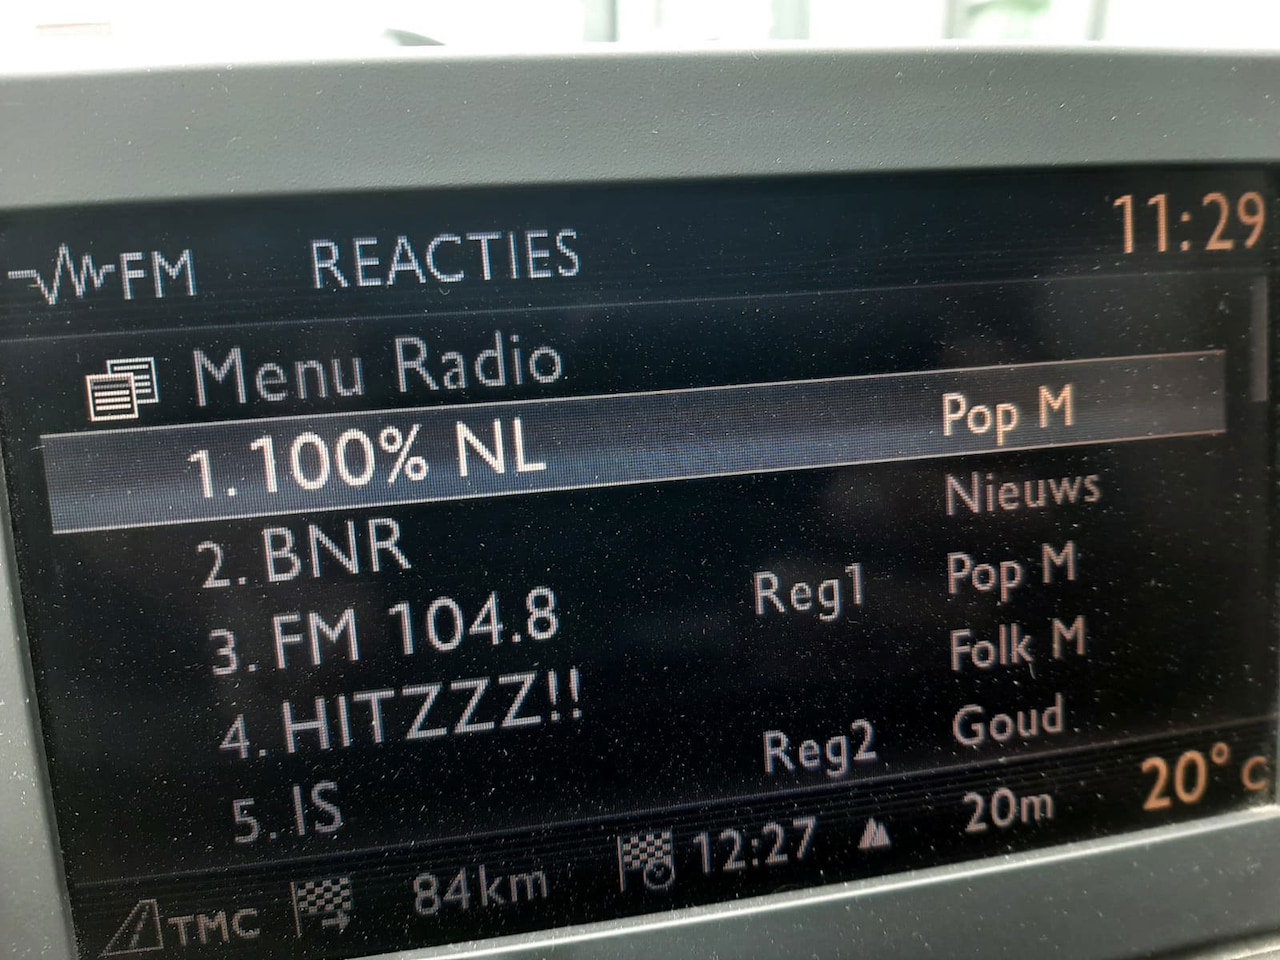 FM REACTIES 11:29
Menu Radio
1. 100% NL Pop M
2. BNR Nieuws
3. FM 104.8 Reg1 Pop M
4. HITZZZ!! Folk M
5. IS Reg2 Goud
TMC 84km 12:27 20m 20°C